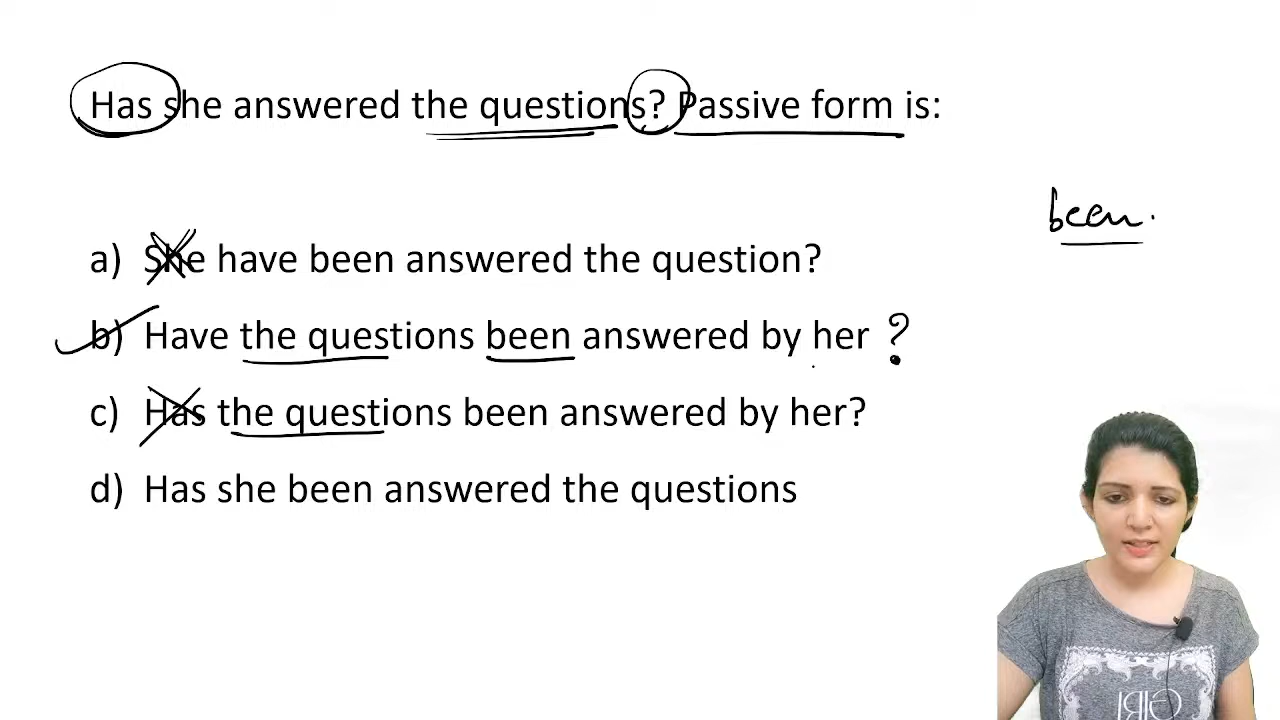 Has she answered the questions? Passive form is:
been.
a) She have been answered the question?
b) Have the questions been answered by her ?
c) Has the questions been answered by her?
d) Has she been answered the questions